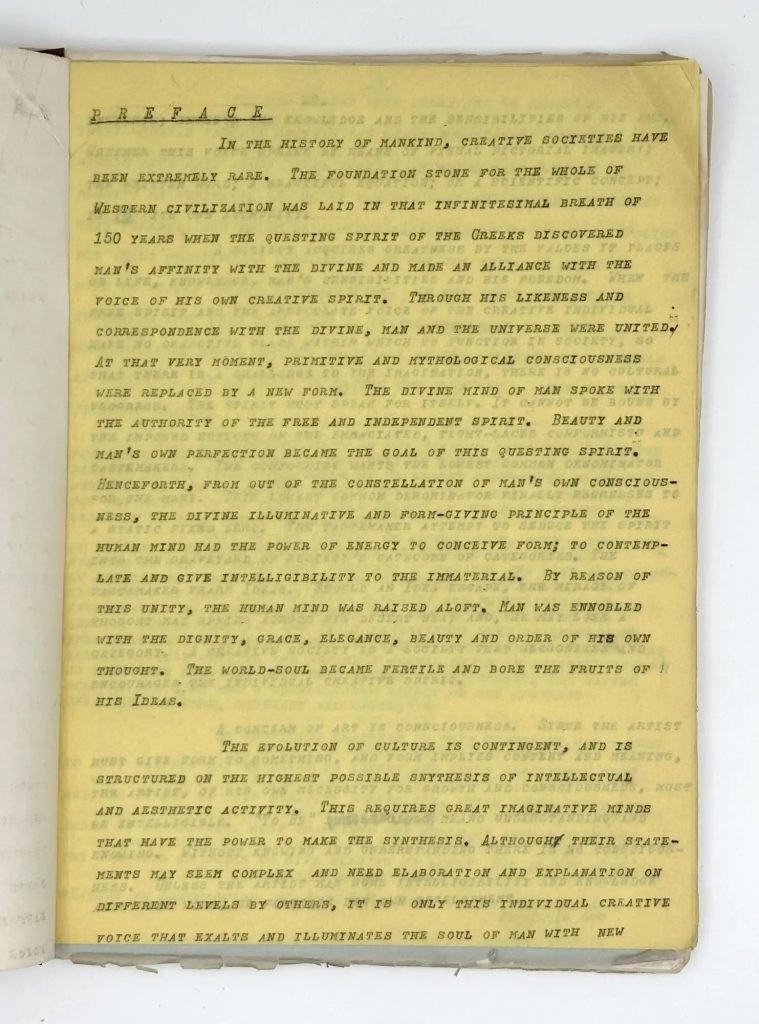 P R E F A C E
IN THE HISTORY OF MANKIND, CREATIVE SOCIETIES HAVE
BEEN EXTREMELY RARE. THE FOUNDATION STONE FOR THE WHOLE OF
WESTERN CIVILIZATION WAS LAID IN THAT INFINITESIMAL BREATH OF
150 YEARS WHEN THE QUESTING SPIRIT OF THE GREEKS DISCOVERED
MAN'S AFFINITY WITH THE DIVINE AND MADE AN ALLIANCE WITH THE
VOICE OF HIS OWN CREATIVE SPIRIT. THROUGH HIS LIKENESS AND
CORRESPONDENCE WITH THE DIVINE, MAN AND THE UNIVERSE WERE UNITED.
AT THAT VERY MOMENT, PRIMITIVE AND MYTHOLOGICAL CONSCIOUSNESS
WERE REPLACED BY A NEW FORM. THE DIVINE MIND OF MAN SPOKE WITH
THE AUTHORITY OF THE FREE AND INDEPENDENT SPIRIT. BEAUTY AND
MAN'S OWN PERFECTION BECAME THE GOAL OF THIS QUESTING SPIRIT.
HENCEFORTH, FROM OUT OF THE CONSTELLATION OF MAN'S OWN CONSCIOUS-
NESS, THE DIVINE ILLUMINATIVE AND FORM-GIVING PRINCIPLE OF THE
HUMAN MIND HAD THE POWER OF ENERGY TO CONCEIVE FORM; TO CONTEMP-
LATE AND GIVE INTELLIGIBILITY TO THE IMMATERIAL. BY REASON OF
THIS UNITY, THE HUMAN MIND WAS RAISED ALOFT. MAN WAS ENNOBLED
WITH THE DIGNITY, GRACE, ELEGANCE, BEAUTY AND ORDER OF HIS OWN
THOUGHT. THE WORLD-SOUL BECAME FERTILE AND BORE THE FRUITS OF
HIS IDEAS.
THE EVOLUTION OF CULTURE IS CONTINGENT, AND IS
STRUCTURED ON THE HIGHEST POSSIBLE SNYTHESIS OF INTELLECTUAL
AND AESTHETIC ACTIVITY. THIS REQUIRES GREAT IMAGINATIVE MINDS
THAT HAVE THE POWER TO MAKE THE SYNTHESIS. ALTHOUGH THEIR STATE-
MENTS MAY SEEM COMPLEX AND NEED ELABORATION AND EXPLANATION ON
DIFFERENT LEVELS BY OTHERS, IT IS ONLY THIS INDIVIDUAL CREATIVE
VOICE THAT EXALTS AND ILLUMINATES THE SOUL OF MAN WITH NEW